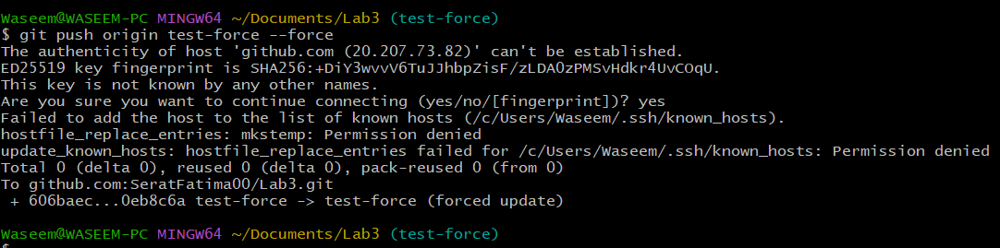 Waseem@WASEEM-PC MINGW64 ~/Documents/Lab3 (test-force)
$ git push origin test-force --force
The authenticity of host 'github.com (20.207.73.82)' can't be established.
ED25519 key fingerprint is SHA256:+DiY3wvvV6TuJJhbpZisF/zLDA0zPMSvHdkr4UvCOqU.
This key is not known by any other names.
Are you sure you want to continue connecting (yes/no/[fingerprint])? yes
Failed to add the host to the list of known hosts (/c/Users/Waseem/.ssh/known_hosts).
hostfile_replace_entries: mkstemp: Permission denied
update_known_hosts: hostfile_replace_entries failed for /c/Users/Waseem/.ssh/known_hosts: Permission denied
Total 0 (delta 0), reused 0 (delta 0), pack-reused 0 (from 0)
To github.com:SeratFatima00/Lab3.git
 + 606baec...0eb8c6a test-force -> test-force (forced update)
Waseem@WASEEM-PC MINGW64 ~/Documents/Lab3 (test-force)
$